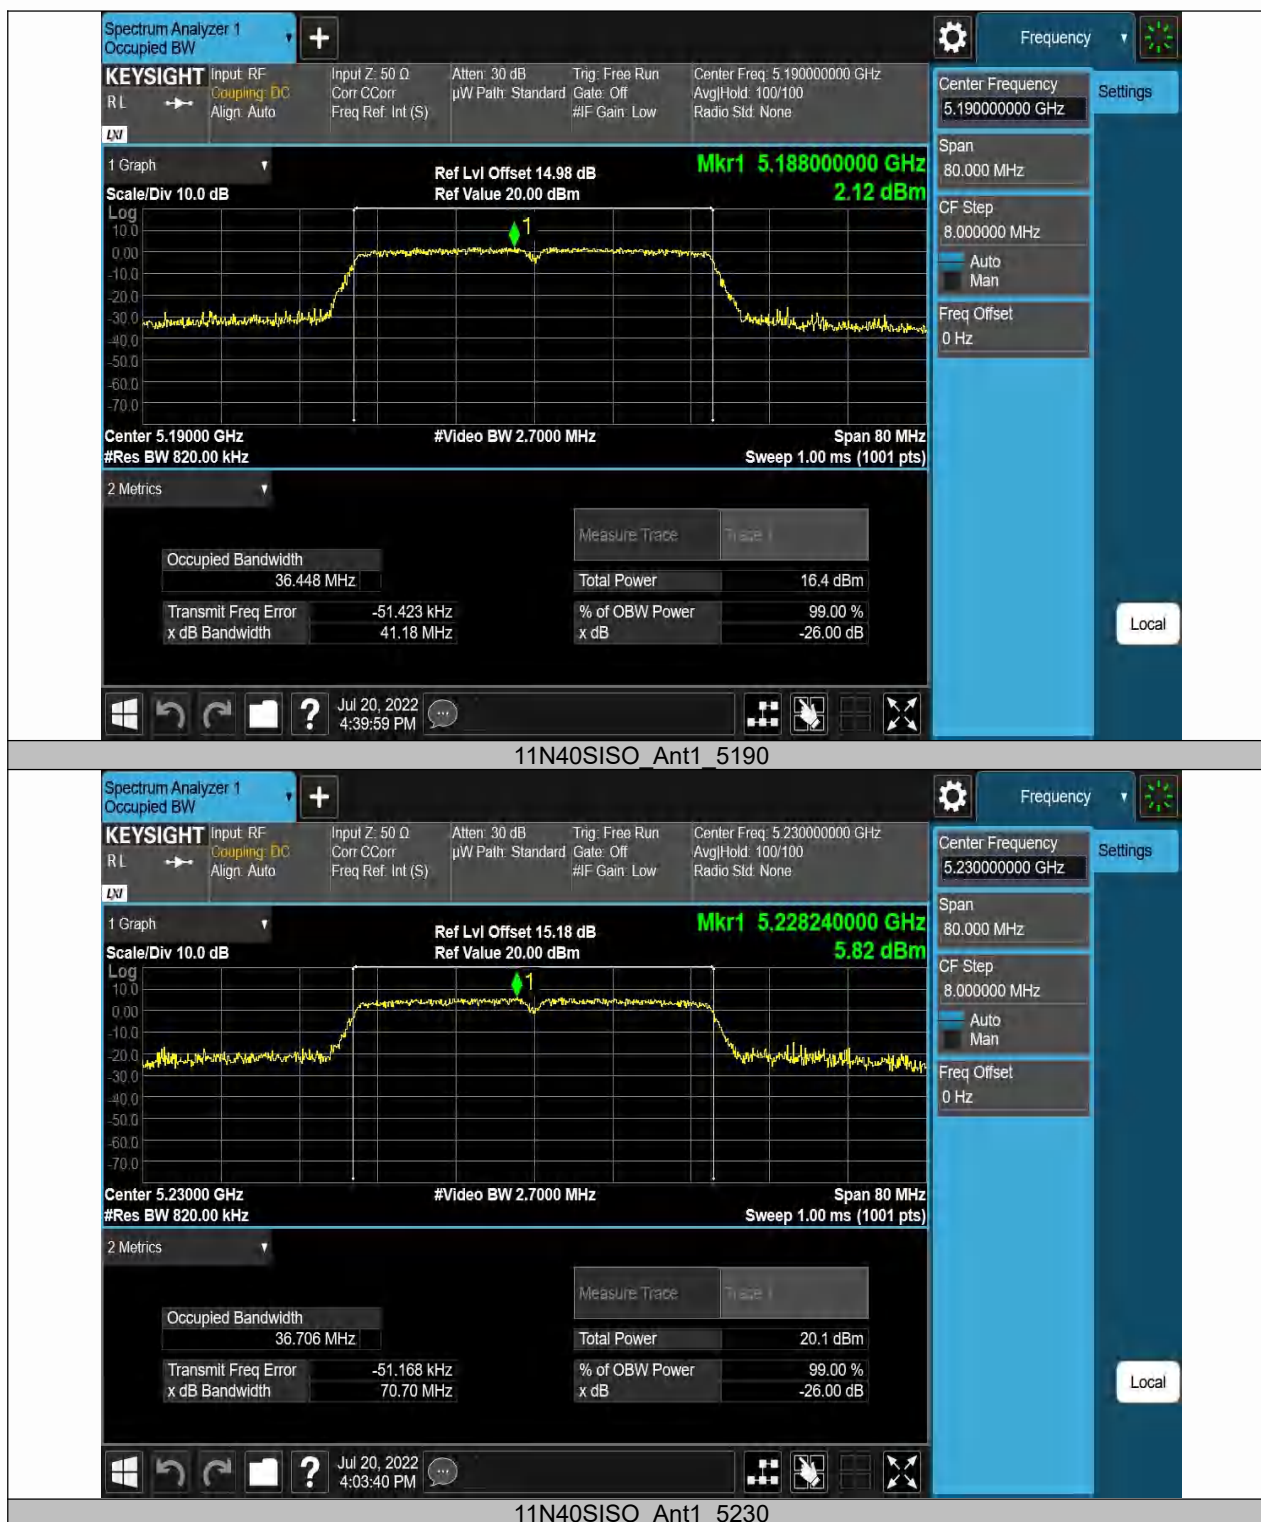 Spectrum Analyzer 1
Occupied BW
Frequency
KEYSIGHT
Input: RF
Input Z: 50 Ω
Atten: 30 dB
Trig: Free Run
Center Freq: 5.190000000 GHz
R L
Coupling: DC
Corr CCorr
µW Path: Standard
Gate: Off
Avg|Hold: 100/100
Align: Auto
Freq Ref: Int (S)
#IF Gain: Low
Radio Std: None
LXI
Center Frequency
5.190000000 GHz
Settings
Span
80.000 MHz
CF Step
8.000000 MHz
Auto
Man
Freq Offset
0 Hz
1 Graph
Ref Lvl Offset 14.98 dB
Mkr1 5.188000000 GHz
Scale/Div 10.0 dB
Ref Value 20.00 dBm
2.12 dBm
Log
10.0
0.00
-10.0
-20.0
-30.0
-40.0
-50.0
-60.0
-70.0
1
Center 5.19000 GHz
#Video BW 2.7000 MHz
Span 80 MHz
#Res BW 820.00 kHz
Sweep 1.00 ms (1001 pts)
2 Metrics
Measure Trace
Trace 1
Occupied Bandwidth
36.448 MHz
Total Power
16.4 dBm
Transmit Freq Error
-51.423 kHz
% of OBW Power
99.00 %
x dB Bandwidth
41.18 MHz
x dB
-26.00 dB
Local
?
Jul 20, 2022
4:39:59 PM
11N40SISO_Ant1_5190
Spectrum Analyzer 1
Occupied BW
Frequency
KEYSIGHT
Input: RF
Input Z: 50 Ω
Atten: 30 dB
Trig: Free Run
Center Freq: 5.230000000 GHz
R L
Coupling: DC
Corr CCorr
µW Path: Standard
Gate: Off
Avg|Hold: 100/100
Align: Auto
Freq Ref: Int (S)
#IF Gain: Low
Radio Std: None
LXI
Center Frequency
5.230000000 GHz
Settings
Span
80.000 MHz
CF Step
8.000000 MHz
Auto
Man
Freq Offset
0 Hz
1 Graph
Ref Lvl Offset 15.18 dB
Mkr1 5.228240000 GHz
Scale/Div 10.0 dB
Ref Value 20.00 dBm
5.82 dBm
Log
10.0
0.00
-10.0
-20.0
-30.0
-40.0
-50.0
-60.0
-70.0
1
Center 5.23000 GHz
#Video BW 2.7000 MHz
Span 80 MHz
#Res BW 820.00 kHz
Sweep 1.00 ms (1001 pts)
2 Metrics
Measure Trace
Trace 1
Occupied Bandwidth
36.706 MHz
Total Power
20.1 dBm
Transmit Freq Error
-51.168 kHz
% of OBW Power
99.00 %
x dB Bandwidth
70.70 MHz
x dB
-26.00 dB
Local
?
Jul 20, 2022
4:03:40 PM
11N40SISO_Ant1_5230